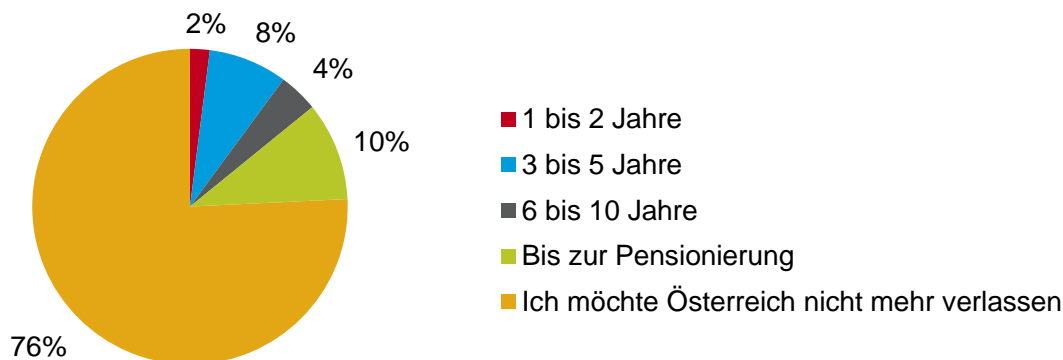 2%
8%
4%
10%
76%
1 bis 2 Jahre
3 bis 5 Jahre
6 bis 10 Jahre
Bis zur Pensionierung
Ich möchte Österreich nicht mehr verlassen